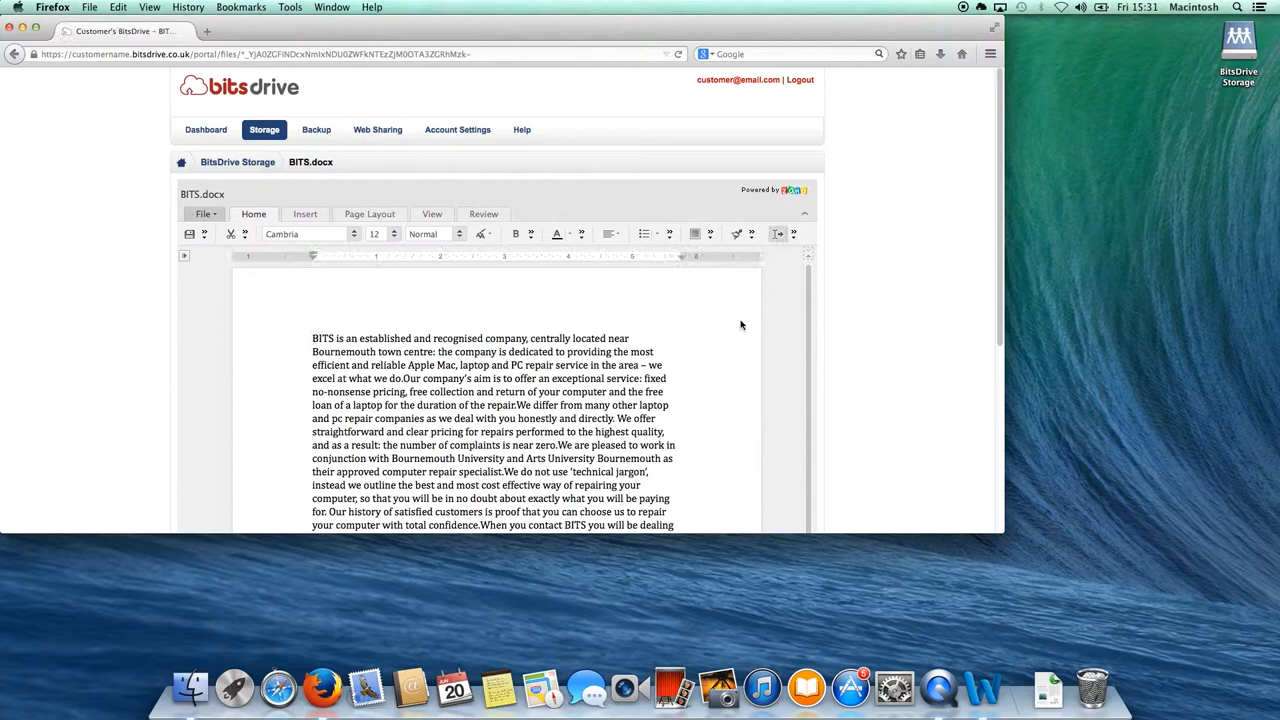 Firefox File Edit View History Bookmarks Tools Window Help Fri 15:31 Macintosh
Customer's BitsDrive – BIT...
https://customername.bitsdrive.co.uk/portal/files/
Google
BitsDrive
Storage
bitsdrive
customer@email.com | Logout
Dashboard Storage Backup Web Sharing Account Settings Help
BitsDrive Storage BITS.docx
BITS.docx
Powered by ZOHO
File Home Insert Page Layout View Review
Cambria 12 Normal B A
1 1 2 3 4 5 6
BITS is an established and recognised company, centrally located near
Bournemouth town centre: the company is dedicated to providing the most
efficient and reliable Apple Mac, laptop and PC repair service in the area – we
excel at what we do.Our company's aim is to offer an exceptional service: fixed
no-nonsense pricing, free collection and return of your computer and the free
loan of a laptop for the duration of the repair.We differ from many other laptop
and pc repair companies as we deal with you honestly and directly. We offer
straightforward and clear pricing for repairs performed to the highest quality,
and as a result: the number of complaints is near zero.We are pleased to work in
conjunction with Bournemouth University and Arts University Bournemouth as
their approved computer repair specialist.We do not use 'technical jargon',
instead we outline the best and most cost effective way of repairing your
computer, so that you will be in no doubt about exactly what you will be paying
for. Our history of satisfied customers is proof that you can choose us to repair
your computer with total confidence.When you contact BITS you will be dealing
20